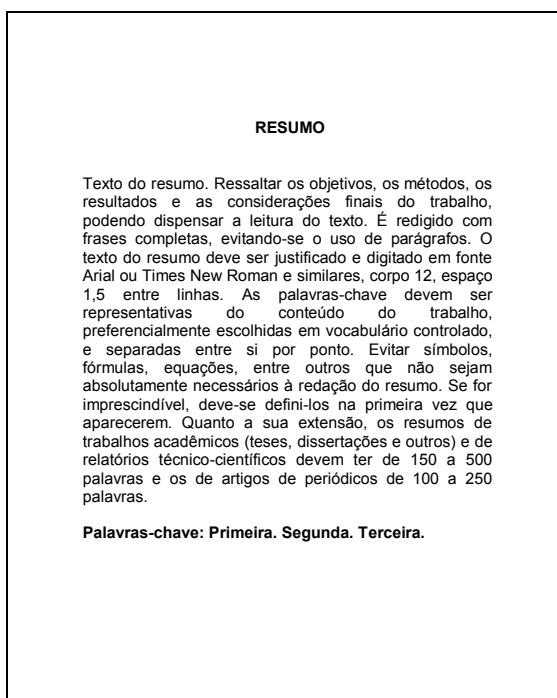 RESUMO
Texto do resumo. Ressaltar os objetivos, os métodos, os
resultados e as considerações finais do trabalho,
podendo dispensar a leitura do texto. É redigido com
frases completas, evitando-se o uso de parágrafos. O
texto do resumo deve ser justificado e digitado em fonte
Arial ou Times New Roman e similares, corpo 12, espaço
1,5 entre linhas. As palavras-chave devem ser
representativas do conteúdo do trabalho,
preferencialmente escolhidas em vocabulário controlado,
e separadas entre si por ponto. Evitar símbolos,
fórmulas, equações, entre outros que não sejam
absolutamente necessários à redação do resumo. Se for
imprescindível, deve-se defini-los na primeira vez que
aparecerem. Quanto a sua extensão, os resumos de
trabalhos acadêmicos (teses, dissertações e outros) e de
relatórios técnico-científicos devem ter de 150 a 500
palavras e os de artigos de periódicos de 100 a 250
palavras.
Palavras-chave: Primeira. Segunda. Terceira.